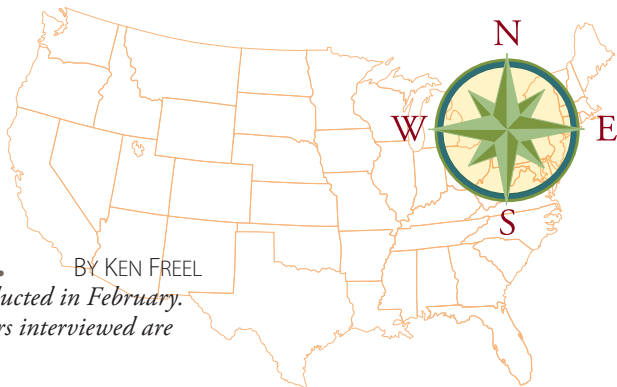 N
W E
S
BY KEN FREEL
ducted in February.
rs interviewed are